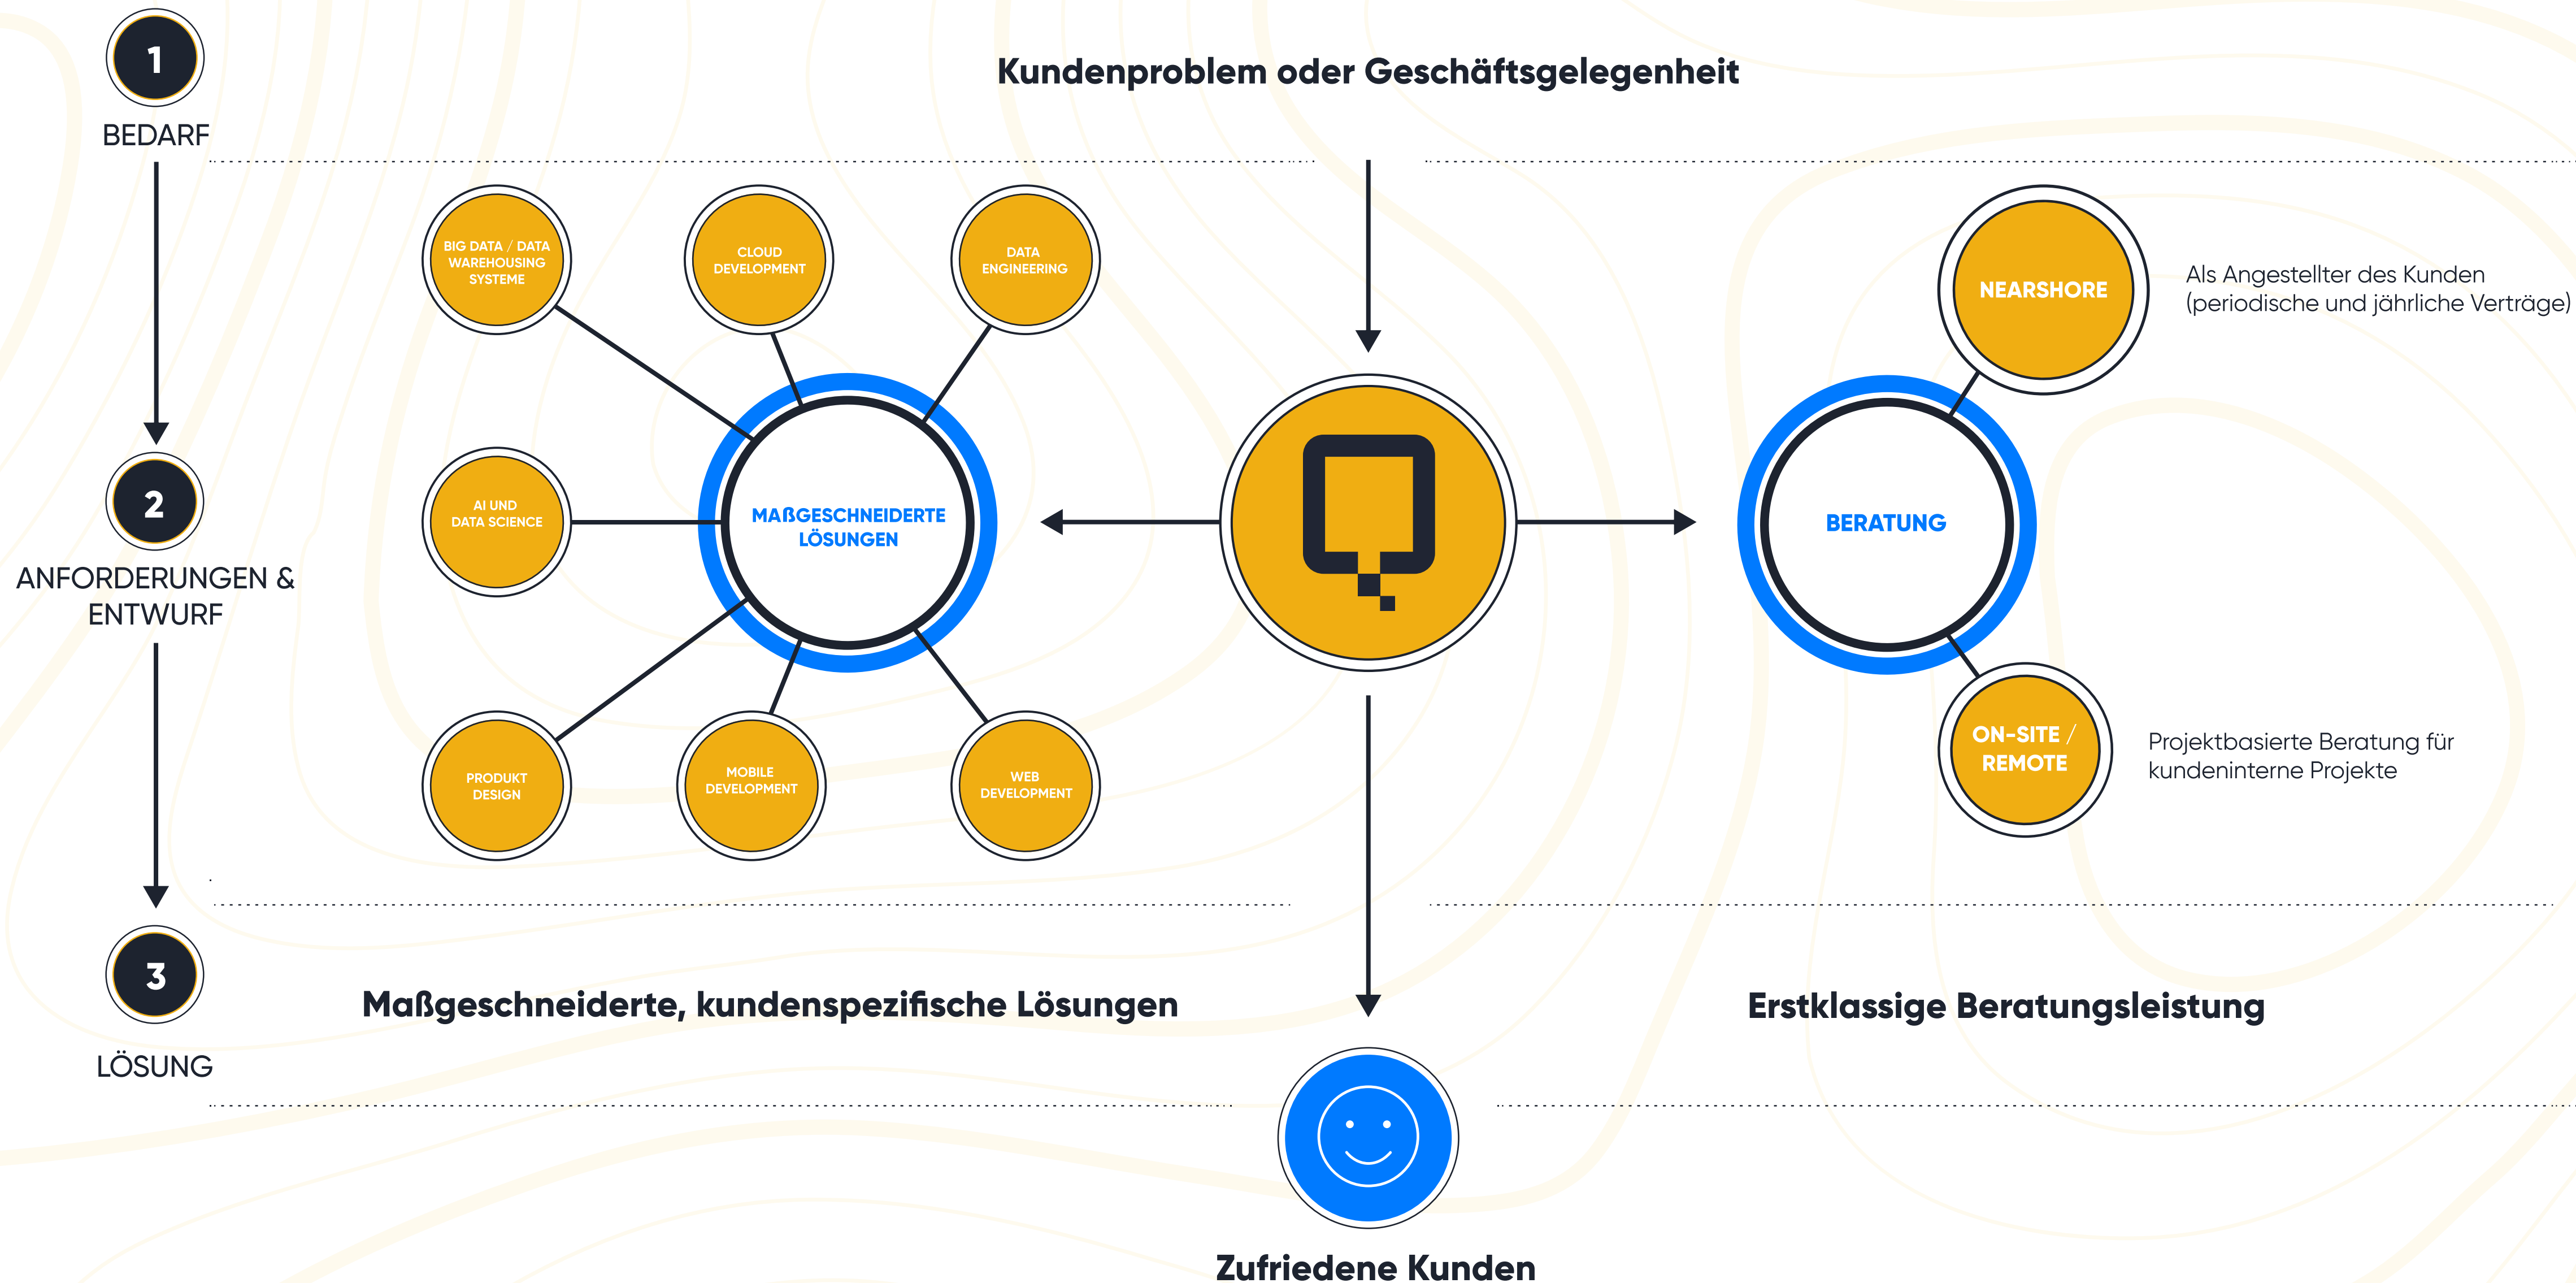 1
BEDARF
Kundenproblem oder Geschäftsgelegenheit
BIG DATA / DATA
WAREHOUSING
SYSTEME
CLOUD
DEVELOPMENT
DATA
ENGINEERING
NEARSHORE
Als Angestellter des Kunden
(periodische und jährliche Verträge)
2
ANFORDERUNGEN &
ENTWURF
AI UND
DATA SCIENCE
MAßGESCHNEIDERTE
LÖSUNGEN
BERATUNG
PRODUKT
DESIGN
MOBILE
DEVELOPMENT
WEB
DEVELOPMENT
ON-SITE /
REMOTE
Projektbasierte Beratung für
kundeninterne Projekte
3
LÖSUNG
Maßgeschneiderte, kundenspezifische Lösungen
Erstklassige Beratungsleistung
Zufriedene Kunden